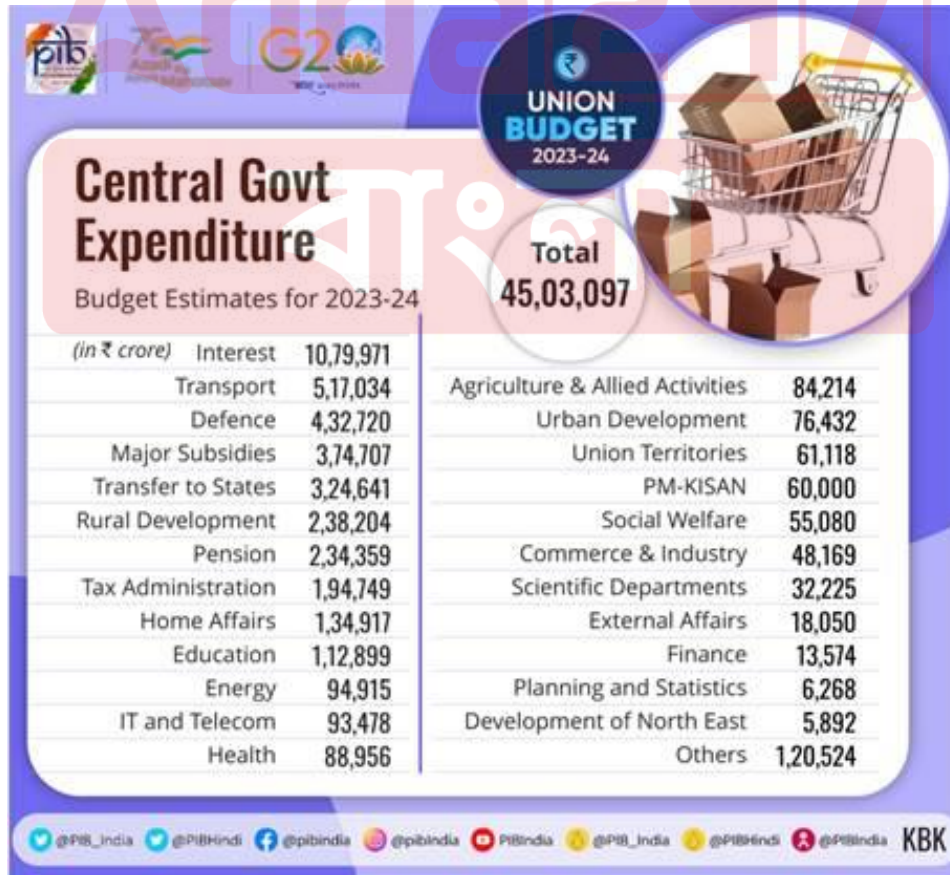 pib
G20
UNION
BUDGET
2023-24
Central Govt
Expenditure
Budget Estimates for 2023-24
Total
45,03,097
বাংলা
(in ₹ crore) Interest 10,79,971
Transport 5,17,034
Defence 4,32,720
Major Subsidies 3,74,707
Transfer to States 3,24,641
Rural Development 2,38,204
Pension 2,34,359
Tax Administration 1,94,749
Home Affairs 1,34,917
Education 1,12,899
Energy 94,915
IT and Telecom 93,478
Health 88,956
Agriculture & Allied Activities 84,214
Urban Development 76,432
Union Territories 61,118
PM-KISAN 60,000
Social Welfare 55,080
Commerce & Industry 48,169
Scientific Departments 32,225
External Affairs 18,050
Finance 13,574
Planning and Statistics 6,268
Development of North East 5,892
Others 1,20,524
@PIB_India @PIBHindi @pibindia @pibindia PIBIndia @PIB_India @PIBHindi @PIBIndia KBK